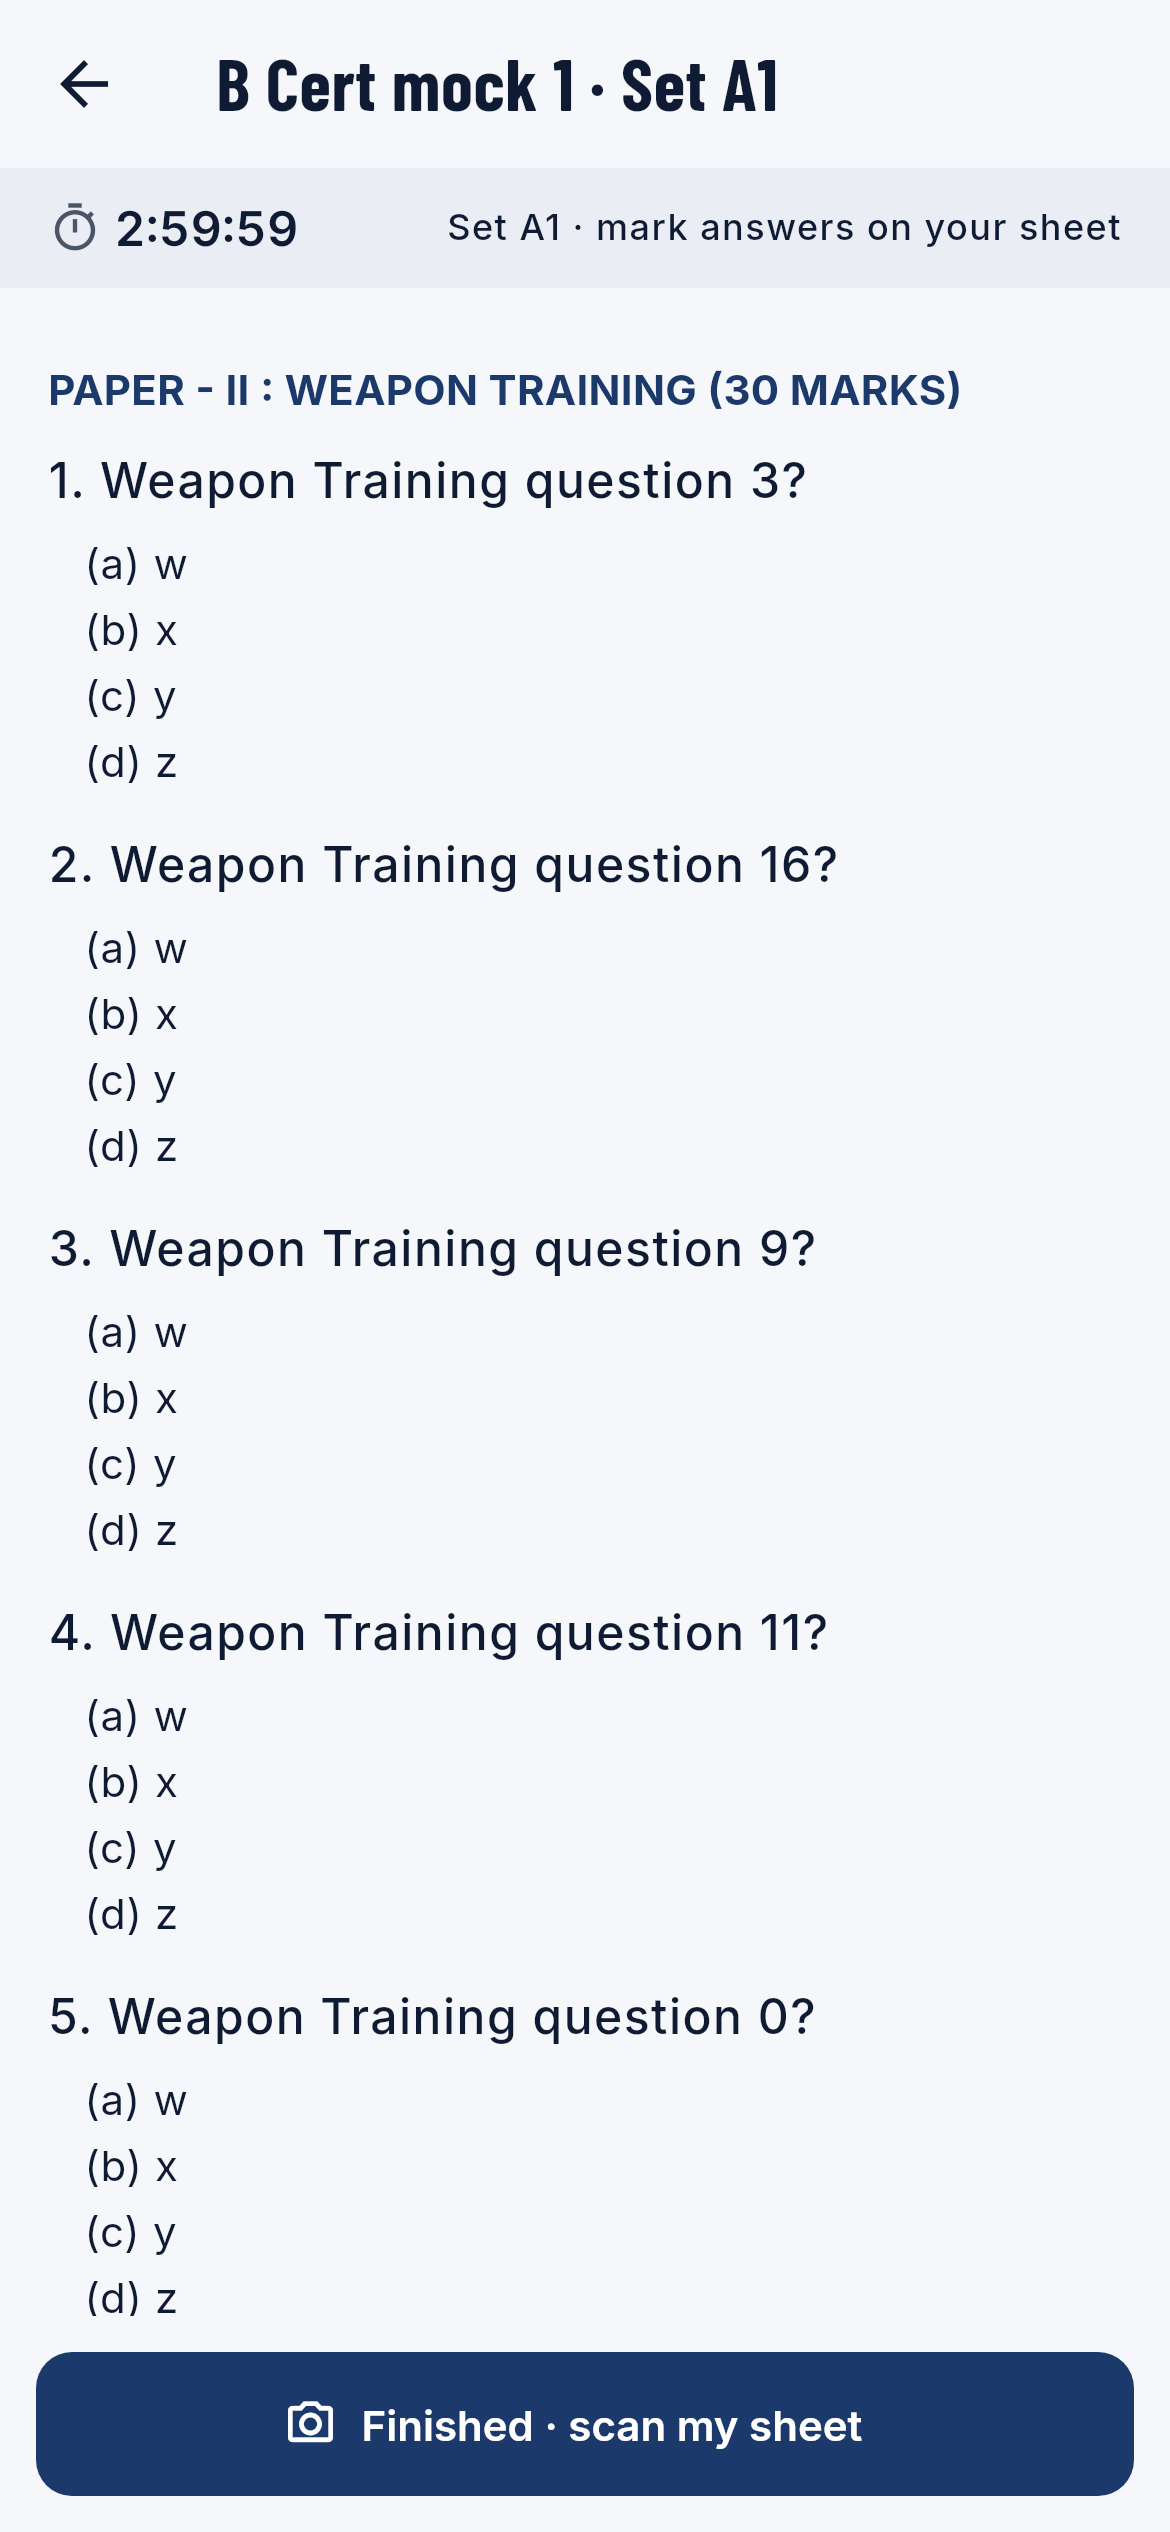 B Cert mock 1 · Set A1
2:59:59
Set A1 · mark answers on your sheet
PAPER - II : WEAPON TRAINING (30 MARKS)
1. Weapon Training question 3?
(a) w
(b) x
(c) y
(d) z
2. Weapon Training question 16?
(a) w
(b) x
(c) y
(d) z
3. Weapon Training question 9?
(a) w
(b) x
(c) y
(d) z
4. Weapon Training question 11?
(a) w
(b) x
(c) y
(d) z
5. Weapon Training question 0?
(a) w
(b) x
(c) y
(d) z
Finished · scan my sheet